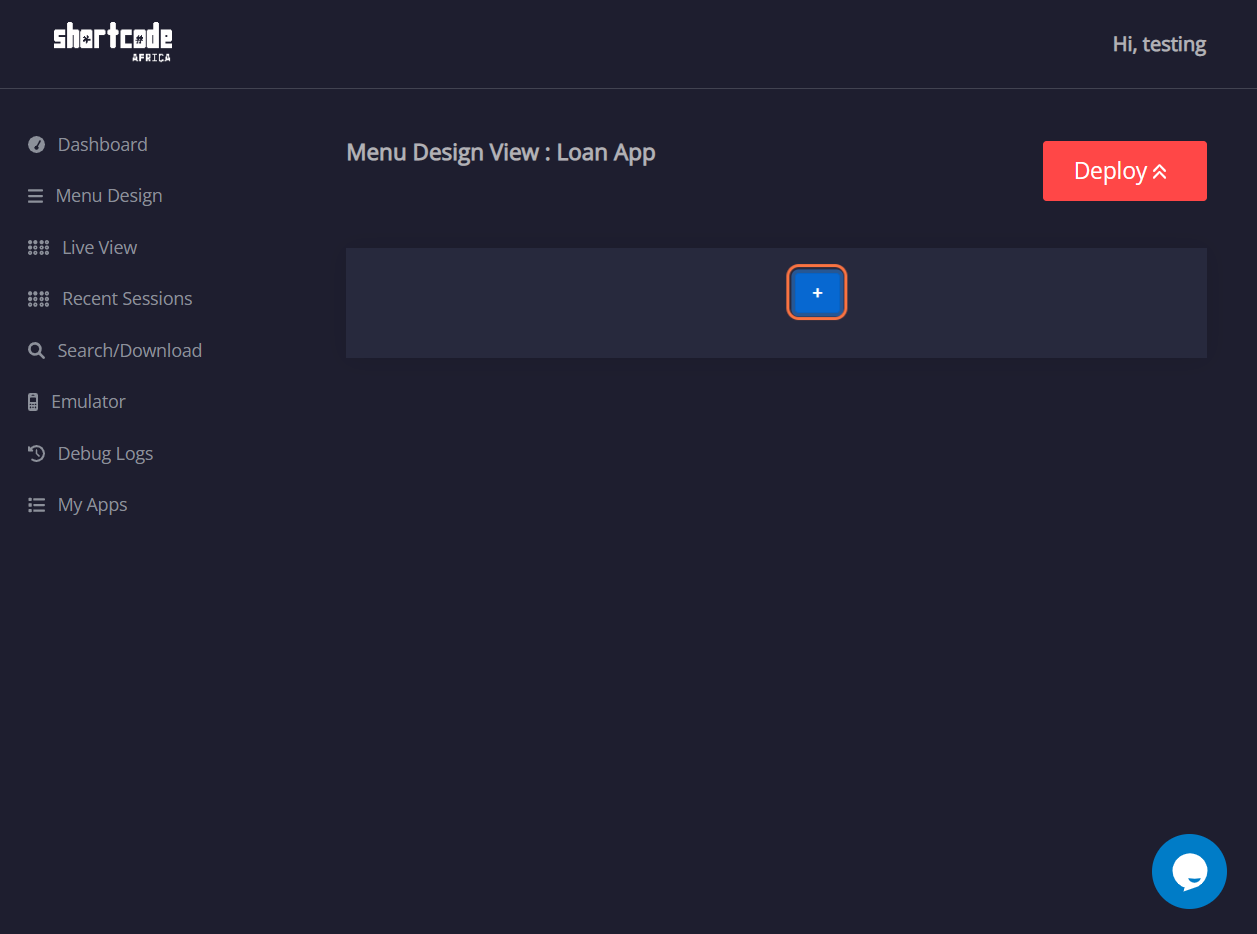 shortcode
AFRICA
Hi, testing
Dashboard
Menu Design
Live View
Recent Sessions
Search/Download
Emulator
Debug Logs
My Apps
Menu Design View : Loan App
Deploy
+